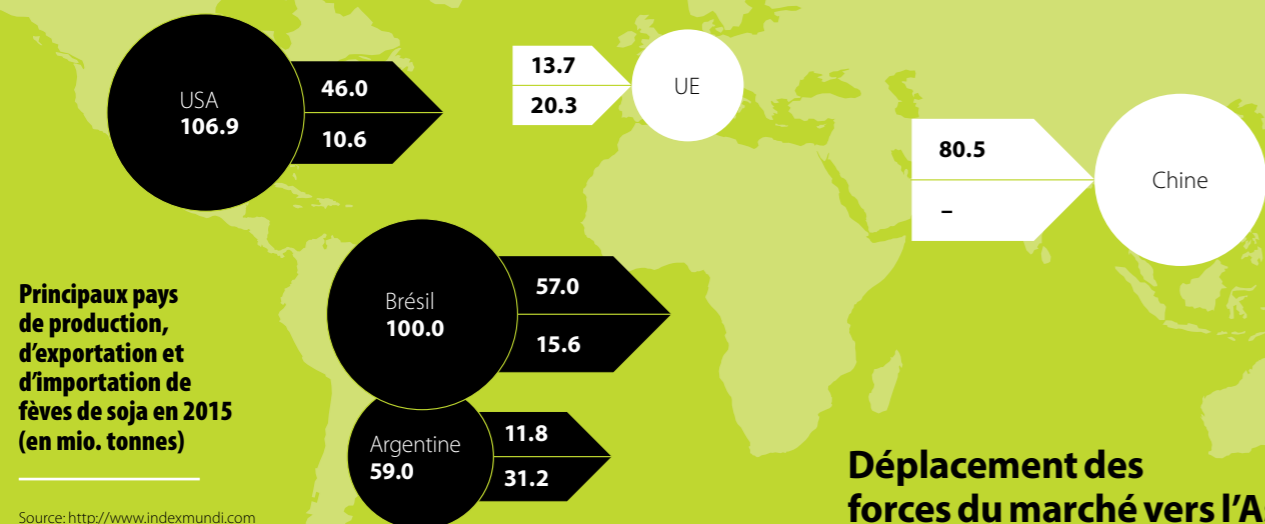 USA
106.9
46.0
10.6
13.7
20.3
UE
80.5
–
Chine
Principaux pays
de production,
d'exportation et
d'importation de
fèves de soja en 2015
(en mio. tonnes)
Source: http://www.indexmundi.com
Brésil
100.0
57.0
15.6
Argentine
59.0
11.8
31.2
Déplacement des
forces du marché vers